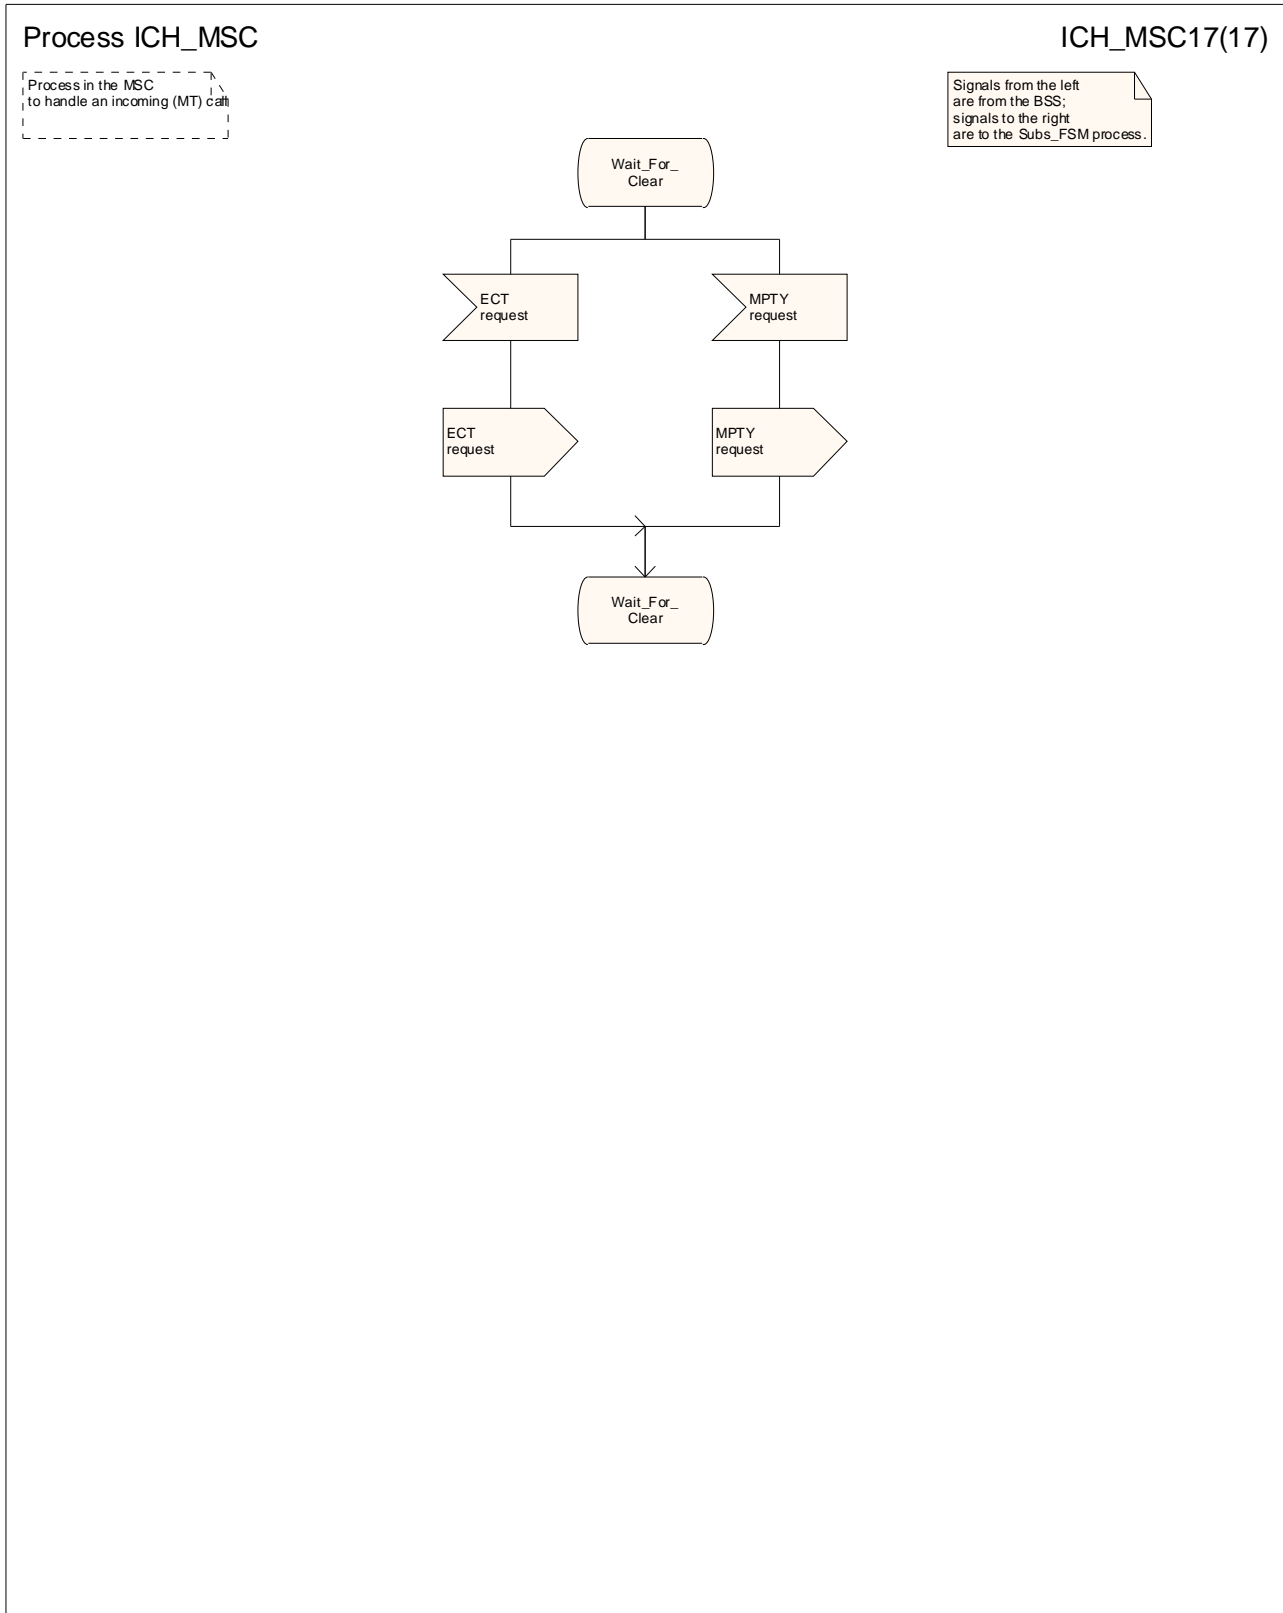 Process ICH_MSC
ICH_MSC17(17)
Process in the MSC
to handle an incoming (MT) call
Signals from the left
are from the BSS;
signals to the right
are to the Subs_FSM process.
Wait_For_
Clear
ECT
request
MPTY
request
ECT
request
MPTY
request
Wait_For_
Clear